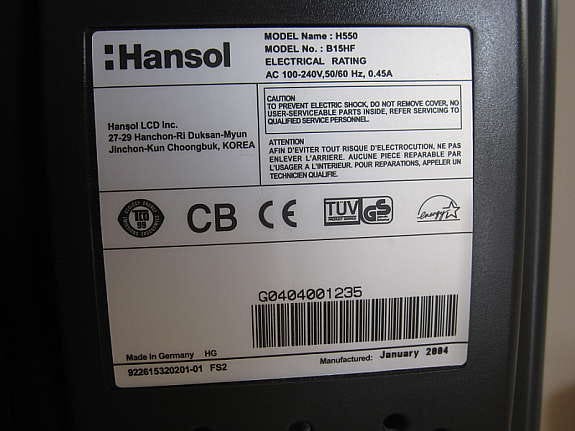 Hansol
MODEL Name : H550
MODEL No. : B15HF
ELECTRICAL RATING
AC 100-240V,50/60 Hz, 0.45A
Hansol LCD Inc.
27-29 Hanchon-Ri Duksan-Myun
Jinchon-Kun Choongbuk, KOREA
CAUTION
TO PREVENT ELECTRIC SHOCK, DO NOT REMOVE COVER, NO
USER-SERVICEABLE PARTS INSIDE, REFER SERVICING TO
QUALIFIED SERVICE PERSONNEL.
ATTENTION
AFIN D'EVITER TOUT RISQUE D'ELECTROCUTION, NE PAS
ENLEVER L'ARRIERE. AUCUNE PIECE REPARABLE PAR
L'USAGER A L'INTERIEUR. POUR REPARATIONS, APPELER UN
TECHNICIEN QUALIFIE.
TCO
99
CB
CE
TUV
GS
energy
G0404001235
Made in Germany HG
Manufactured: January 2004
922615320201-01 FS2